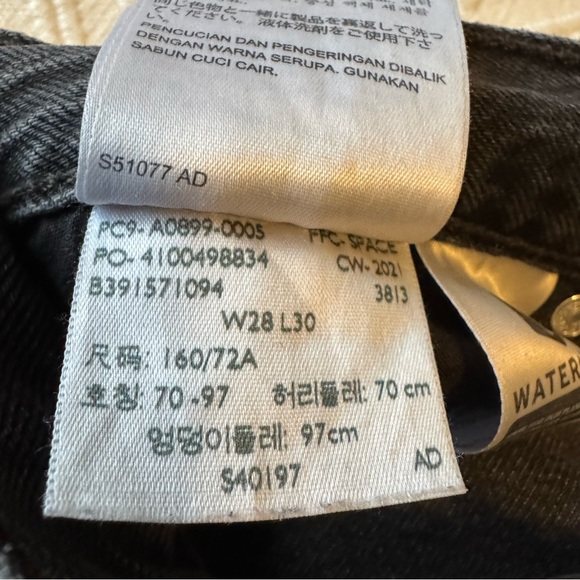 同じ色物と一緒に製品を裏返して洗っ
てください。液体洗剤をご使用下さ
PENCUCIAN DAN PENGERINGAN DIBALIK
DENGAN WARNA SERUPA. GUNAKAN
SABUN CUCI CAIR.
S51077 AD
PC9- A0899-0005 FFC- SPACE
PO- 4100498834 CW- 2021
B391571094 3813
W28 L30
尺码: 160/72A
호칭: 70 -97 허리둘레: 70 cm
엉덩이둘레: 97cm
S40197 AD
WATER